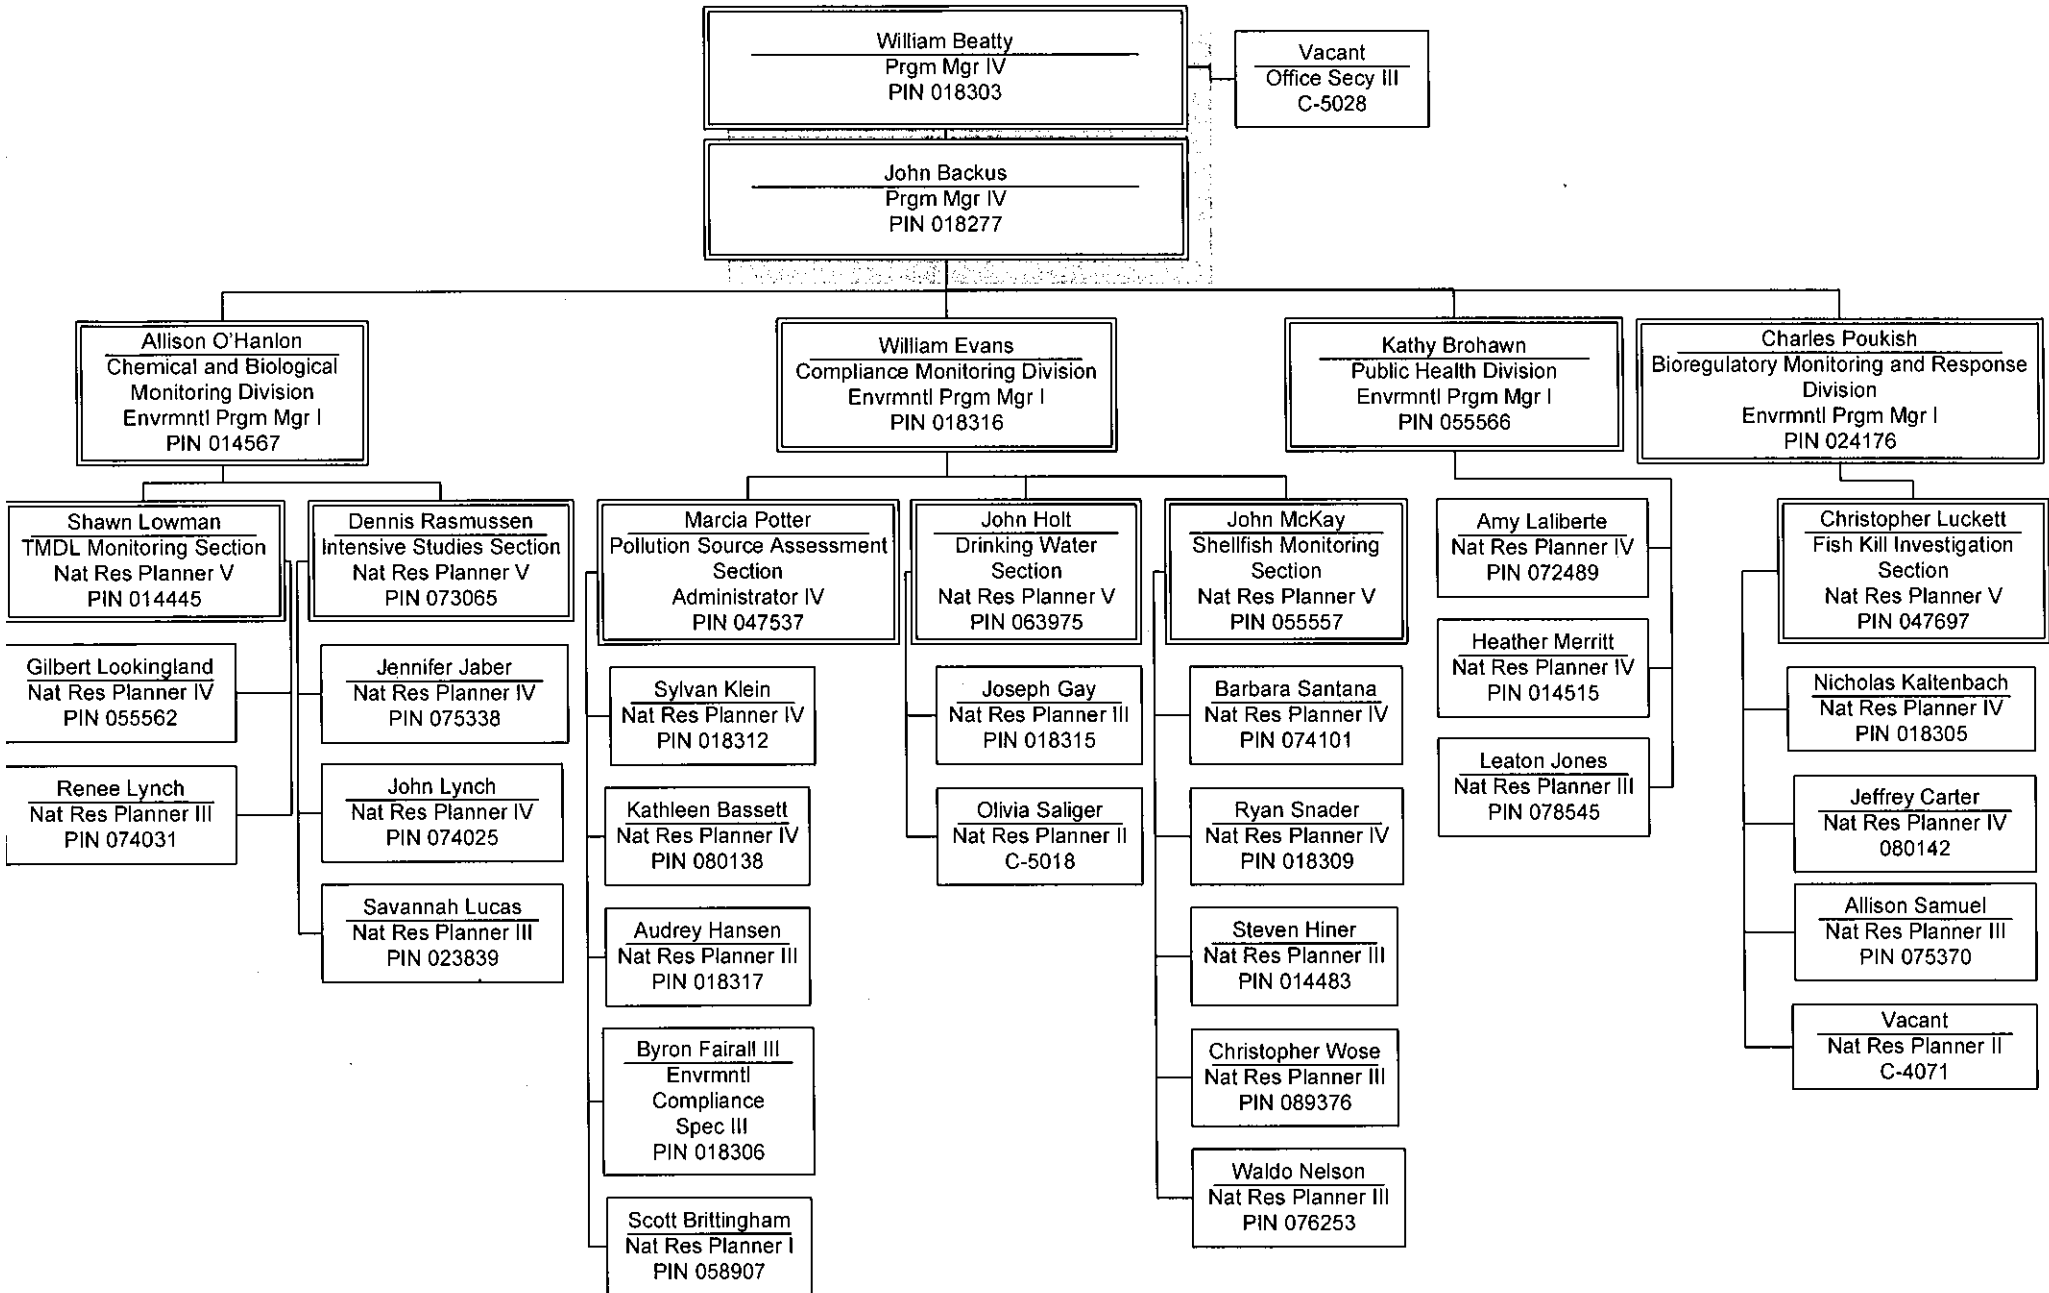 William Beatty
Prgm Mgr IV
PIN 018303
Vacant
Office Secy III
C-5028
John Backus
Prgm Mgr IV
PIN 018277
Allison O'Hanlon
Chemical and Biological
Monitoring Division
Envrmntl Prgm Mgr I
PIN 014567
William Evans
Compliance Monitoring Division
Envrmntl Prgm Mgr I
PIN 018316
Kathy Brohawn
Public Health Division
Envrmntl Prgm Mgr I
PIN 055566
Charles Poukish
Bioregulatory Monitoring and Response
Division
Envrmntl Prgm Mgr I
PIN 024176
Shawn Lowman
TMDL Monitoring Section
Nat Res Planner V
PIN 014445
Gilbert Lookingland
Nat Res Planner IV
PIN 055562
Renee Lynch
Nat Res Planner III
PIN 074031
Dennis Rasmussen
Intensive Studies Section
Nat Res Planner V
PIN 073065
Jennifer Jaber
Nat Res Planner IV
PIN 075338
John Lynch
Nat Res Planner IV
PIN 074025
Savannah Lucas
Nat Res Planner III
PIN 023839
Marcia Potter
Pollution Source Assessment
Section
Administrator IV
PIN 047537
Sylvan Klein
Nat Res Planner IV
PIN 018312
Kathleen Bassett
Nat Res Planner IV
PIN 080138
Audrey Hansen
Nat Res Planner III
PIN 018317
Byron Fairall III
Envrmntl
Compliance
Spec III
PIN 018306
Scott Brittingham
Nat Res Planner I
PIN 058907
John Holt
Drinking Water
Section
Nat Res Planner V
PIN 063975
Joseph Gay
Nat Res Planner III
PIN 018315
Olivia Saliger
Nat Res Planner II
C-5018
John McKay
Shellfish Monitoring
Section
Nat Res Planner V
PIN 055557
Barbara Santana
Nat Res Planner IV
PIN 074101
Ryan Snader
Nat Res Planner IV
PIN 018309
Steven Hiner
Nat Res Planner III
PIN 014483
Christopher Wose
Nat Res Planner III
PIN 089376
Waldo Nelson
Nat Res Planner III
PIN 076253
Amy Laliberte
Nat Res Planner IV
PIN 072489
Heather Merritt
Nat Res Planner IV
PIN 014515
Leaton Jones
Nat Res Planner III
PIN 078545
Christopher Luckett
Fish Kill Investigation
Section
Nat Res Planner V
PIN 047697
Nicholas Kaltenbach
Nat Res Planner IV
PIN 018305
Jeffrey Carter
Nat Res Planner IV
080142
Allison Samuel
Nat Res Planner III
PIN 075370
Vacant
Nat Res Planner II
C-4071